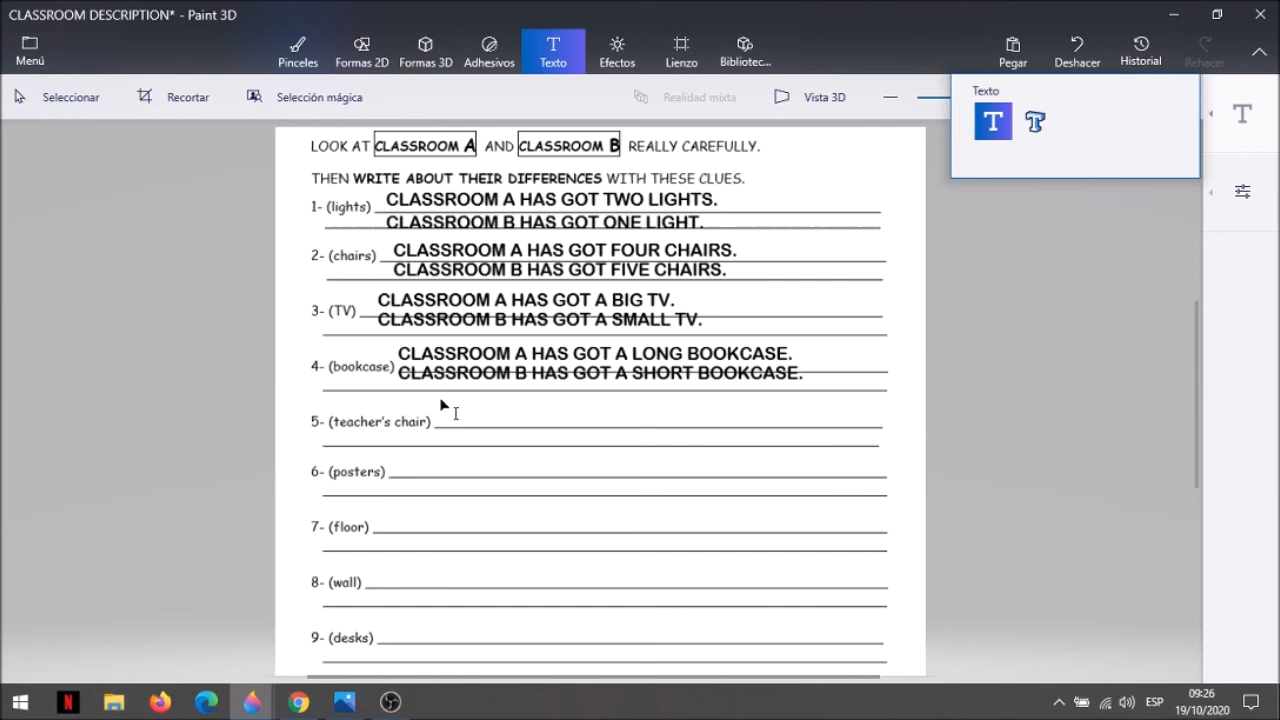 CLASSROOM DESCRIPTION* - Paint 3D
Menú
Pinceles
Formas 2D
Formas 3D
Adhesivos
Texto
Efectos
Lienzo
Bibliotec...
Pegar
Deshacer
Historial
Rehacer
Seleccionar
Recortar
Selección mágica
Realidad mixta
Vista 3D
Texto
LOOK AT CLASSROOM A AND CLASSROOM B REALLY CAREFULLY.
THEN WRITE ABOUT THEIR DIFFERENCES WITH THESE CLUES.
1- (lights) CLASSROOM A HAS GOT TWO LIGHTS.
CLASSROOM B HAS GOT ONE LIGHT.
2- (chairs) CLASSROOM A HAS GOT FOUR CHAIRS.
CLASSROOM B HAS GOT FIVE CHAIRS.
3- (TV) CLASSROOM A HAS GOT A BIG TV.
CLASSROOM B HAS GOT A SMALL TV.
4- (bookcase) CLASSROOM A HAS GOT A LONG BOOKCASE.
CLASSROOM B HAS GOT A SHORT BOOKCASE.
5- (teacher's chair)
6- (posters)
7- (floor)
8- (wall)
9- (desks)
ESP
09:26
19/10/2020